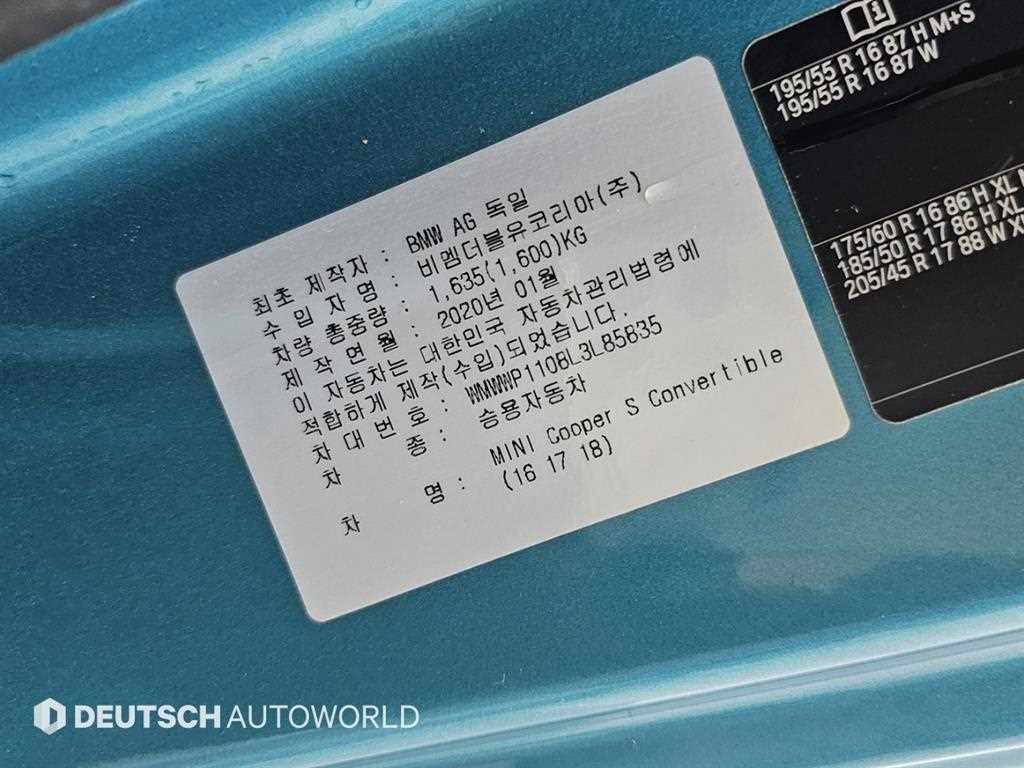 최초 제작자 : BMW AG 독일
수 입 자 명 : 비엠더블유코리아(주)
차량 총중량 : 1,635(1,600)KG
제 작 연 월 : 2020년 01월
이 자동차는 대한민국 자동차관리법령에
적합하게 제작(수입)되었습니다.
차 대 번 호 : WMWWP1108L3L85835
차 종 : 승용자동차
차 명 : MINI Cooper S Convertible
(16 17 18)
195/55 R 16 87 H M+S
195/55 R 16 87 W
175/60 R 16 86 H XL
185/50 R 17 86 H XL
205/45 R 17 88 W
DEUTSCH AUTOWORLD